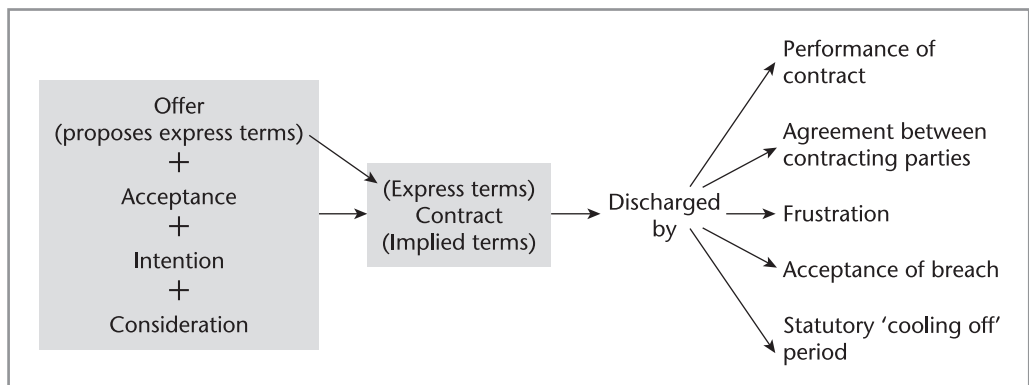 Offer
(proposes express terms)
+
Acceptance
+
Intention
+
Consideration
(Express terms)
Contract
(Implied terms)
Discharged
by
Performance of
contract
Agreement between
contracting parties
Frustration
Acceptance of breach
Statutory ‘cooling off’
period